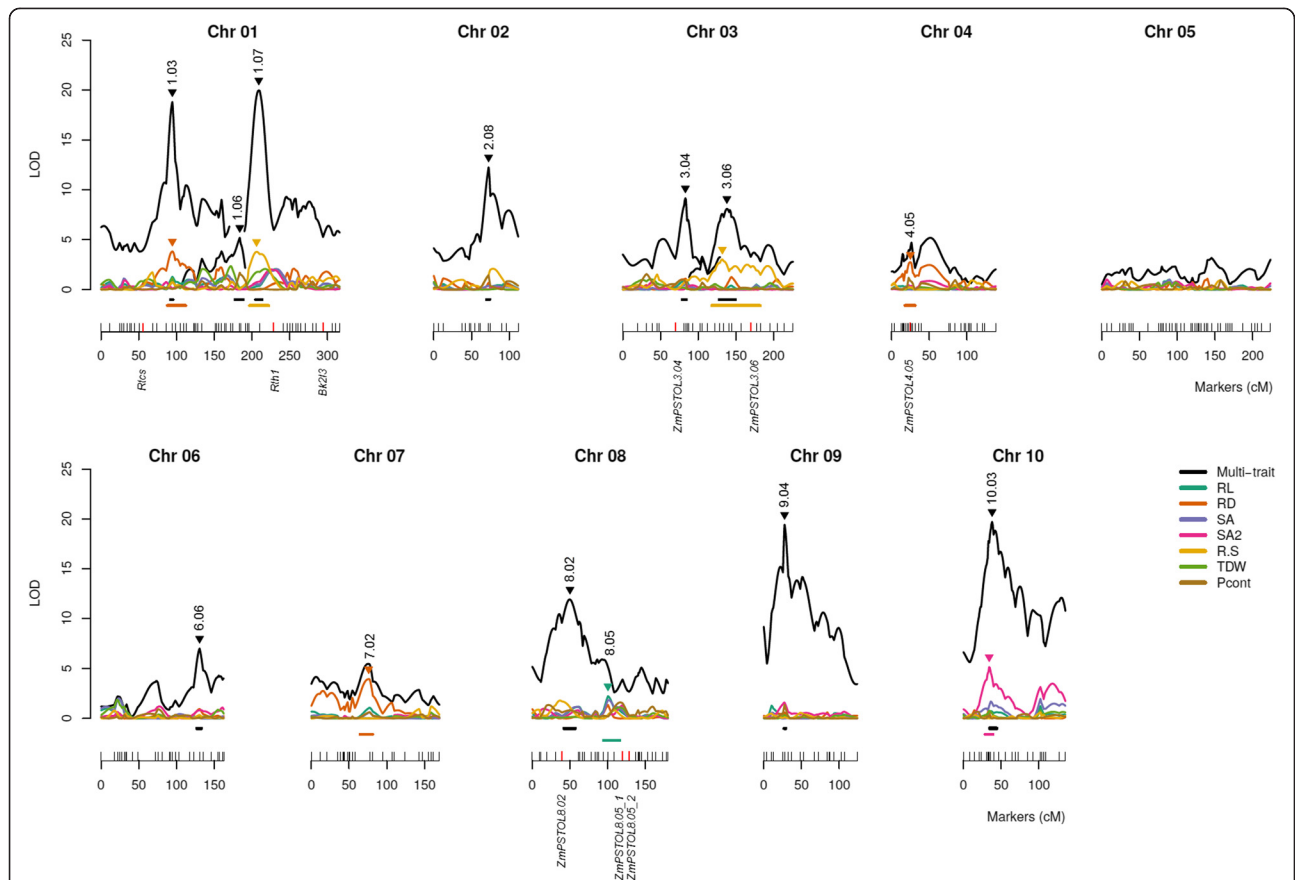 Chr 01
Chr 02
Chr 03
Chr 04
Chr 05
25
20
15
10
5
0
LOD
1.03
1.06
1.07
2.08
3.04
3.06
4.05
0 50 100 150 200 250 300
0 50 100
0 50 100 150 200
0 50 100
0 50 100 150 200
Rtcs
Rth1
Bk2l3
ZmPSTOL3.04
ZmPSTOL3.06
ZmPSTOL4.05
Markers (cM)
Chr 06
Chr 07
Chr 08
Chr 09
Chr 10
25
20
15
10
5
0
LOD
6.06
7.02
8.02
8.05
9.04
10.03
Multi-trait
RL
RD
SA
SA2
R.S
TDW
Pcont
0 50 100 150
0 50 100 150
0 50 100 150
0 50 100
0 50 100
ZmPSTOL8.02
ZmPSTOL8.05_1
ZmPSTOL8.05_2
Markers (cM)